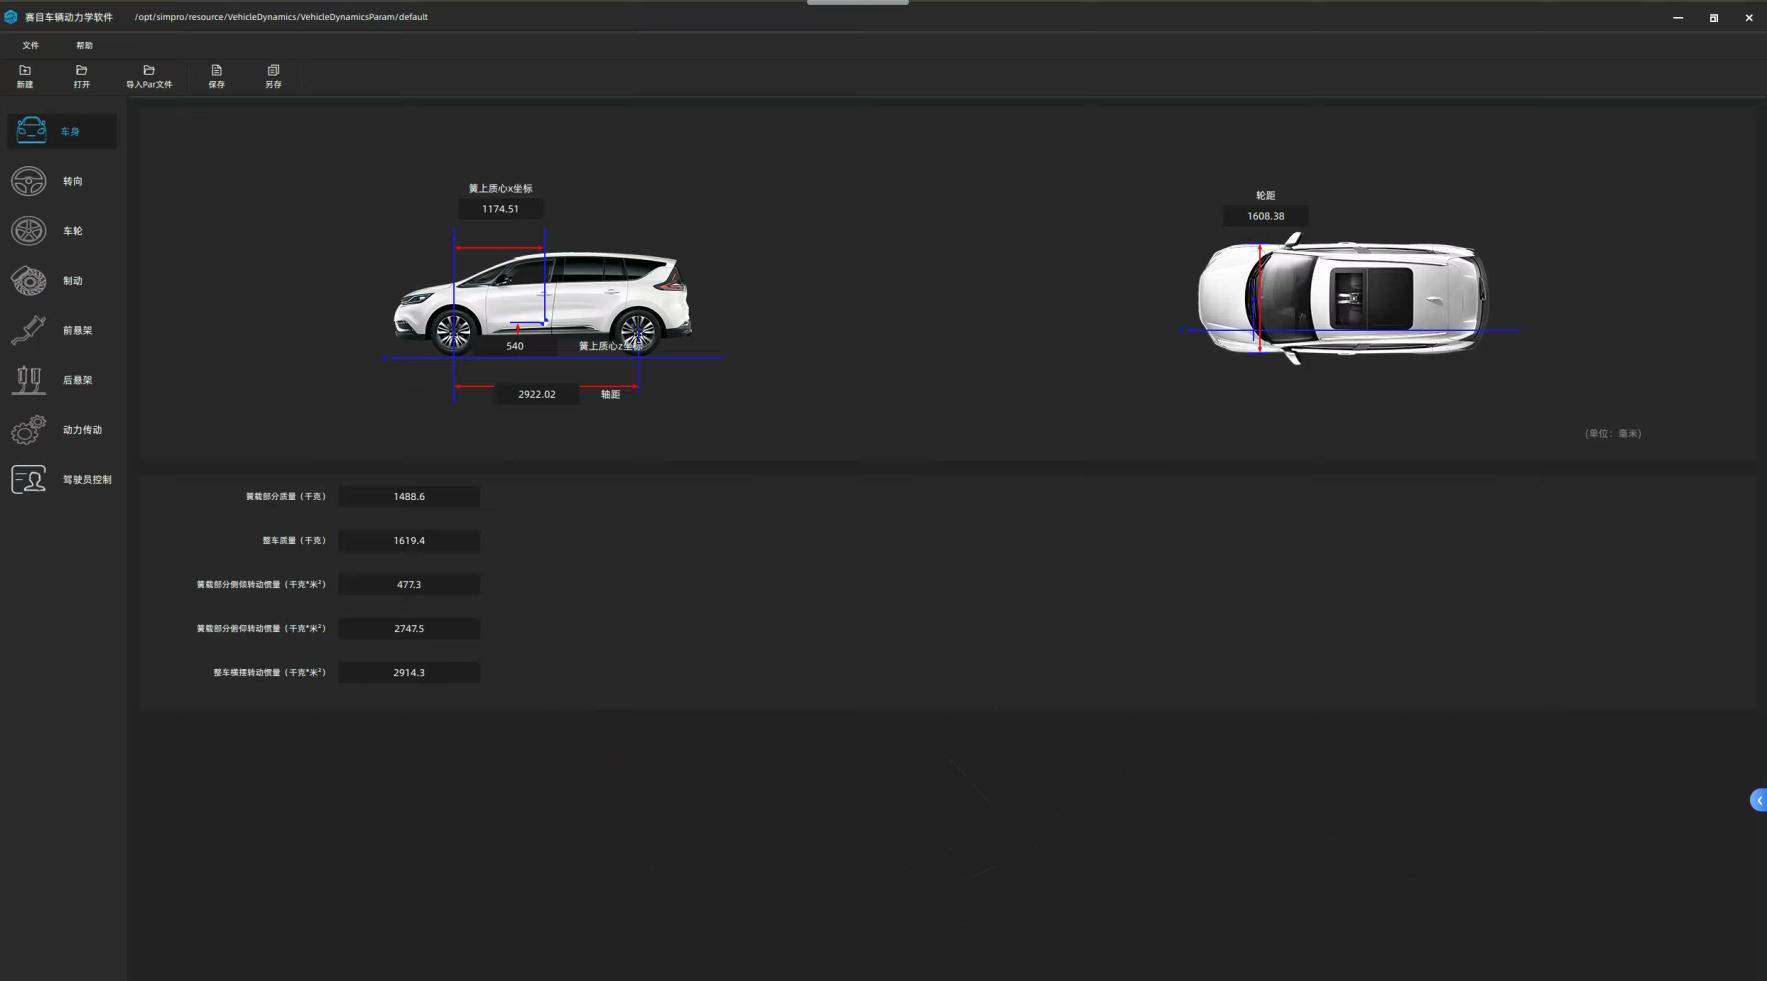 赛目车辆动力学软件 /opt/simpro/resource/VehicleDynamics/VehicleDynamicsParam/default
文件 帮助
新建 打开 导入Par文件 保存 另存
车身
转向
车轮
制动
前悬架
后悬架
动力传动
驾驶员控制
簧上质心x坐标
1174.51
540 簧上质心z坐标
2922.02 轴距
轮距
1608.38
(单位：毫米)
簧载部分质量（千克） 1488.6
整车质量（千克） 1619.4
簧载部分侧倾转动惯量（千克*米²） 477.3
簧载部分俯仰转动惯量（千克*米²） 2747.5
整车横摆转动惯量（千克*米²） 2914.3